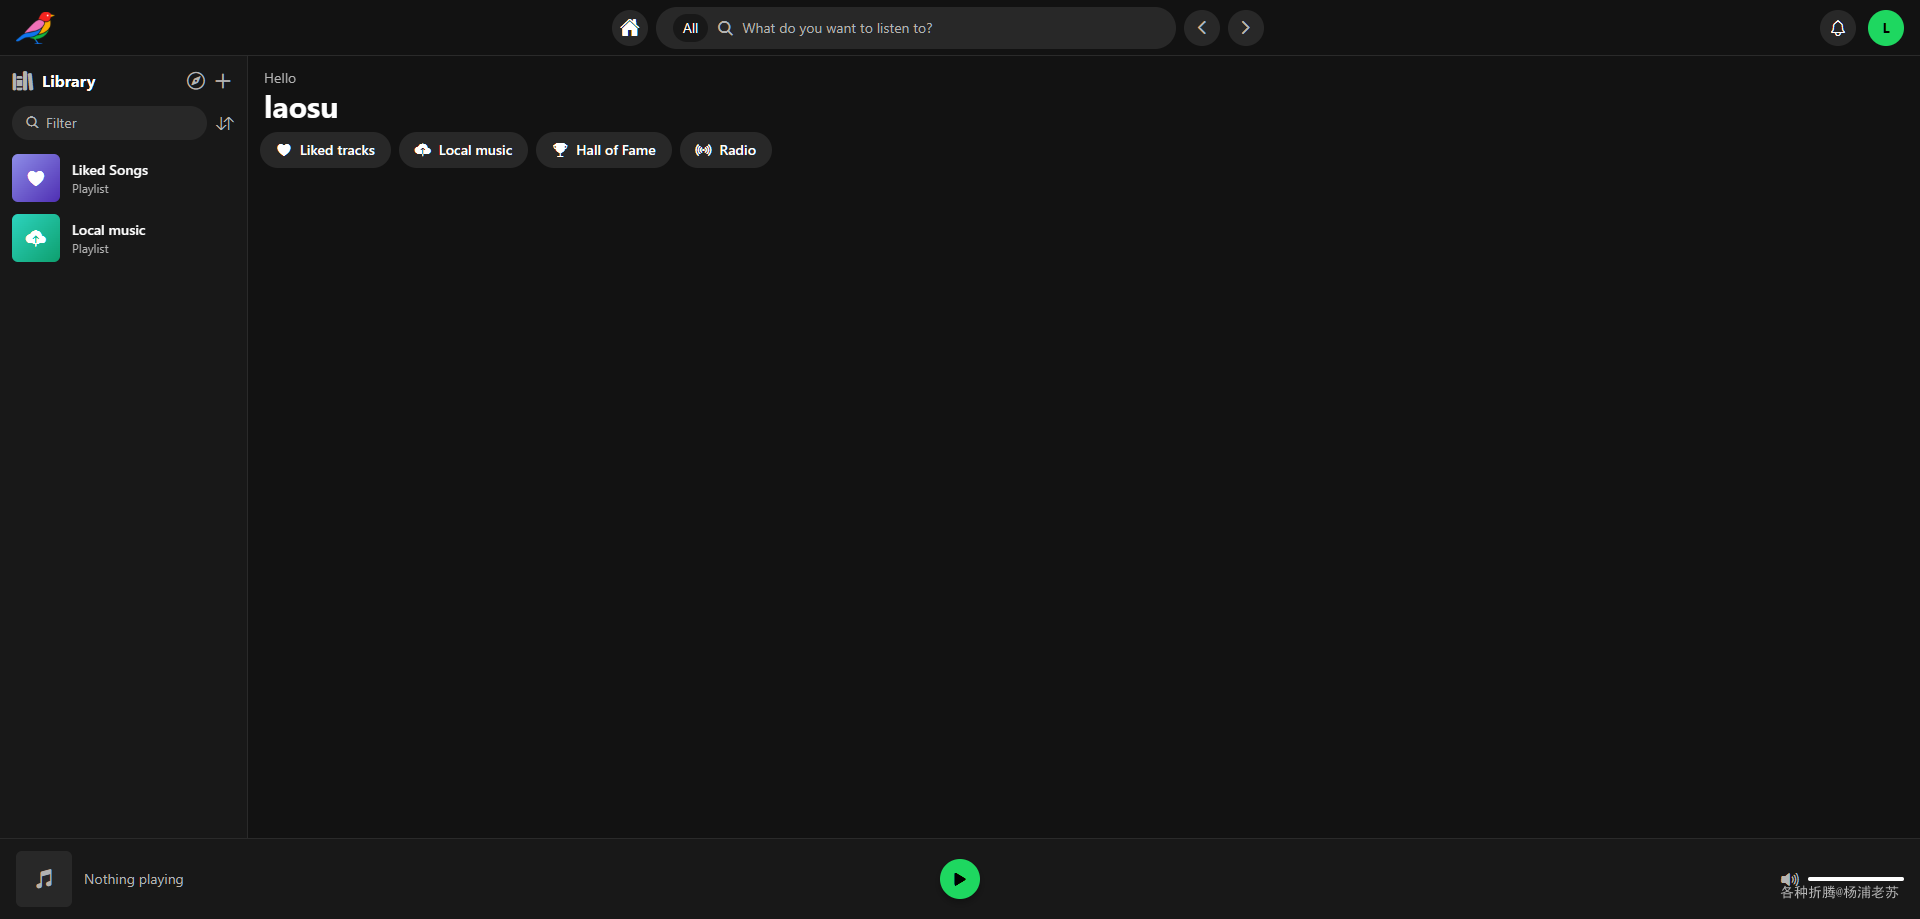 All
What do you want to listen to?
L
Library
Filter
Liked Songs
Playlist
Local music
Playlist
Hello
laosu
Liked tracks
Local music
Hall of Fame
Radio
Nothing playing
各种折腾@杨浦老苏